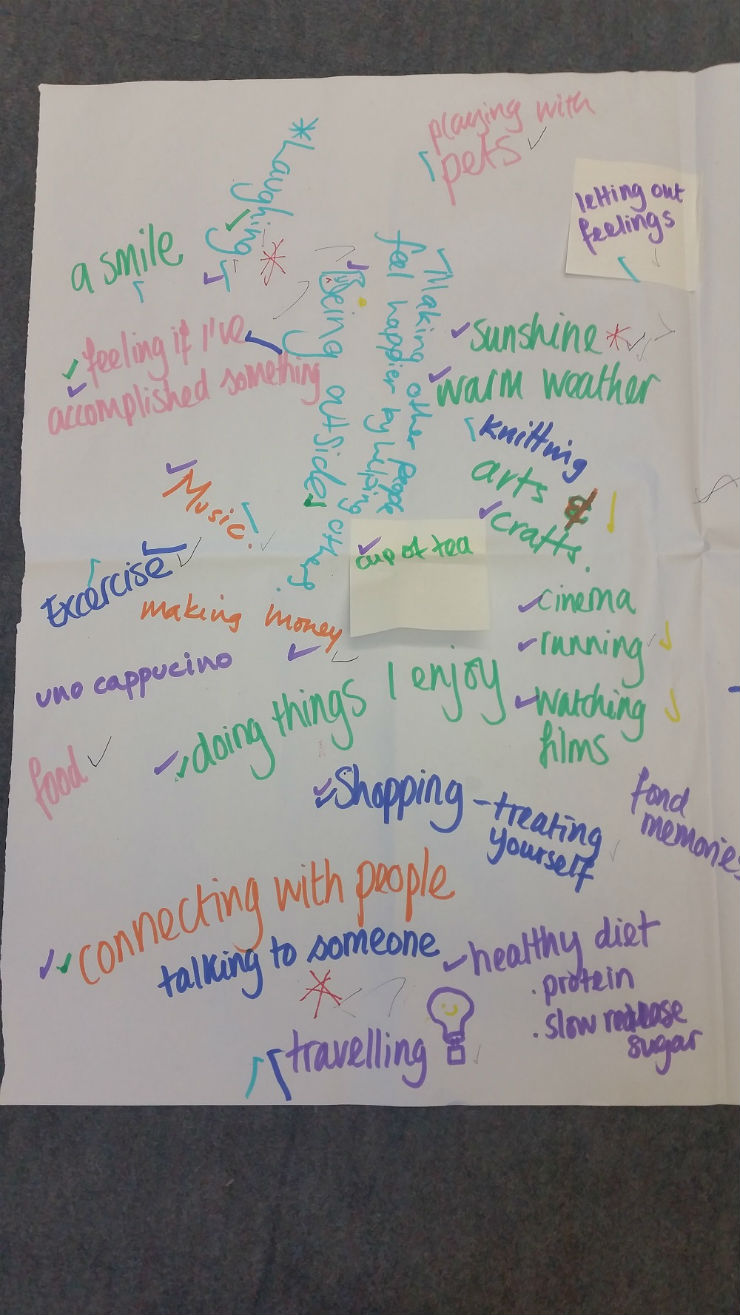 playing with
pets
letting out
feelings
*Laughing
a smile
Making other people
feel happier by helping others.
Being outside
sunshine
warm weather
feeling if I've
accomplished something
knitting
arts &
crafts.
Music!
cup of tea
Excercise
making money
cinema
running
watching
films
uno cappucino
doing things I enjoy
food
Shopping - treating
yourself
fond
memories
connecting with people
talking to someone
healthy diet
. protein
. slow release
sugar
travelling